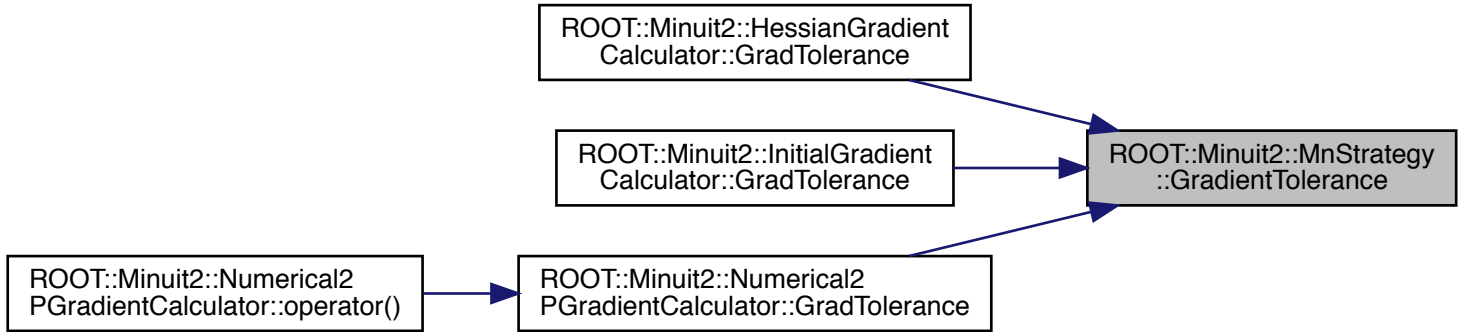 ROOT::Minuit2::HessianGradient
Calculator::GradTolerance
ROOT::Minuit2::InitialGradient
Calculator::GradTolerance
ROOT::Minuit2::MnStrategy
::GradientTolerance
ROOT::Minuit2::Numerical2
PGradientCalculator::operator()
ROOT::Minuit2::Numerical2
PGradientCalculator::GradTolerance